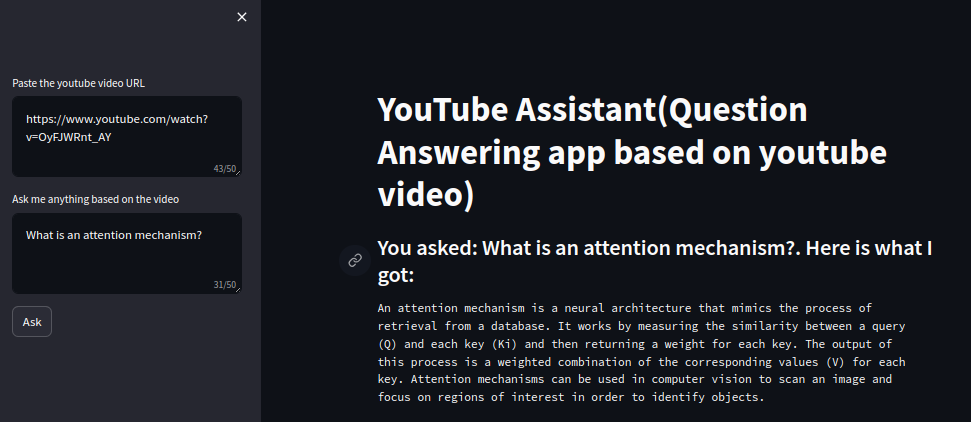 Paste the youtube video URL
https://www.youtube.com/watch?
v=OyFJWRnt_AY
43/50
Ask me anything based on the video
What is an attention mechanism?
31/50
Ask
YouTube Assistant(Question
Answering app based on youtube
video)
You asked: What is an attention mechanism?. Here is what I
got:
An attention mechanism is a neural architecture that mimics the process of
retrieval from a database. It works by measuring the similarity between a query
(Q) and each key (Ki) and then returning a weight for each key. The output of
this process is a weighted combination of the corresponding values (V) for each
key. Attention mechanisms can be used in computer vision to scan an image and
focus on regions of interest in order to identify objects.